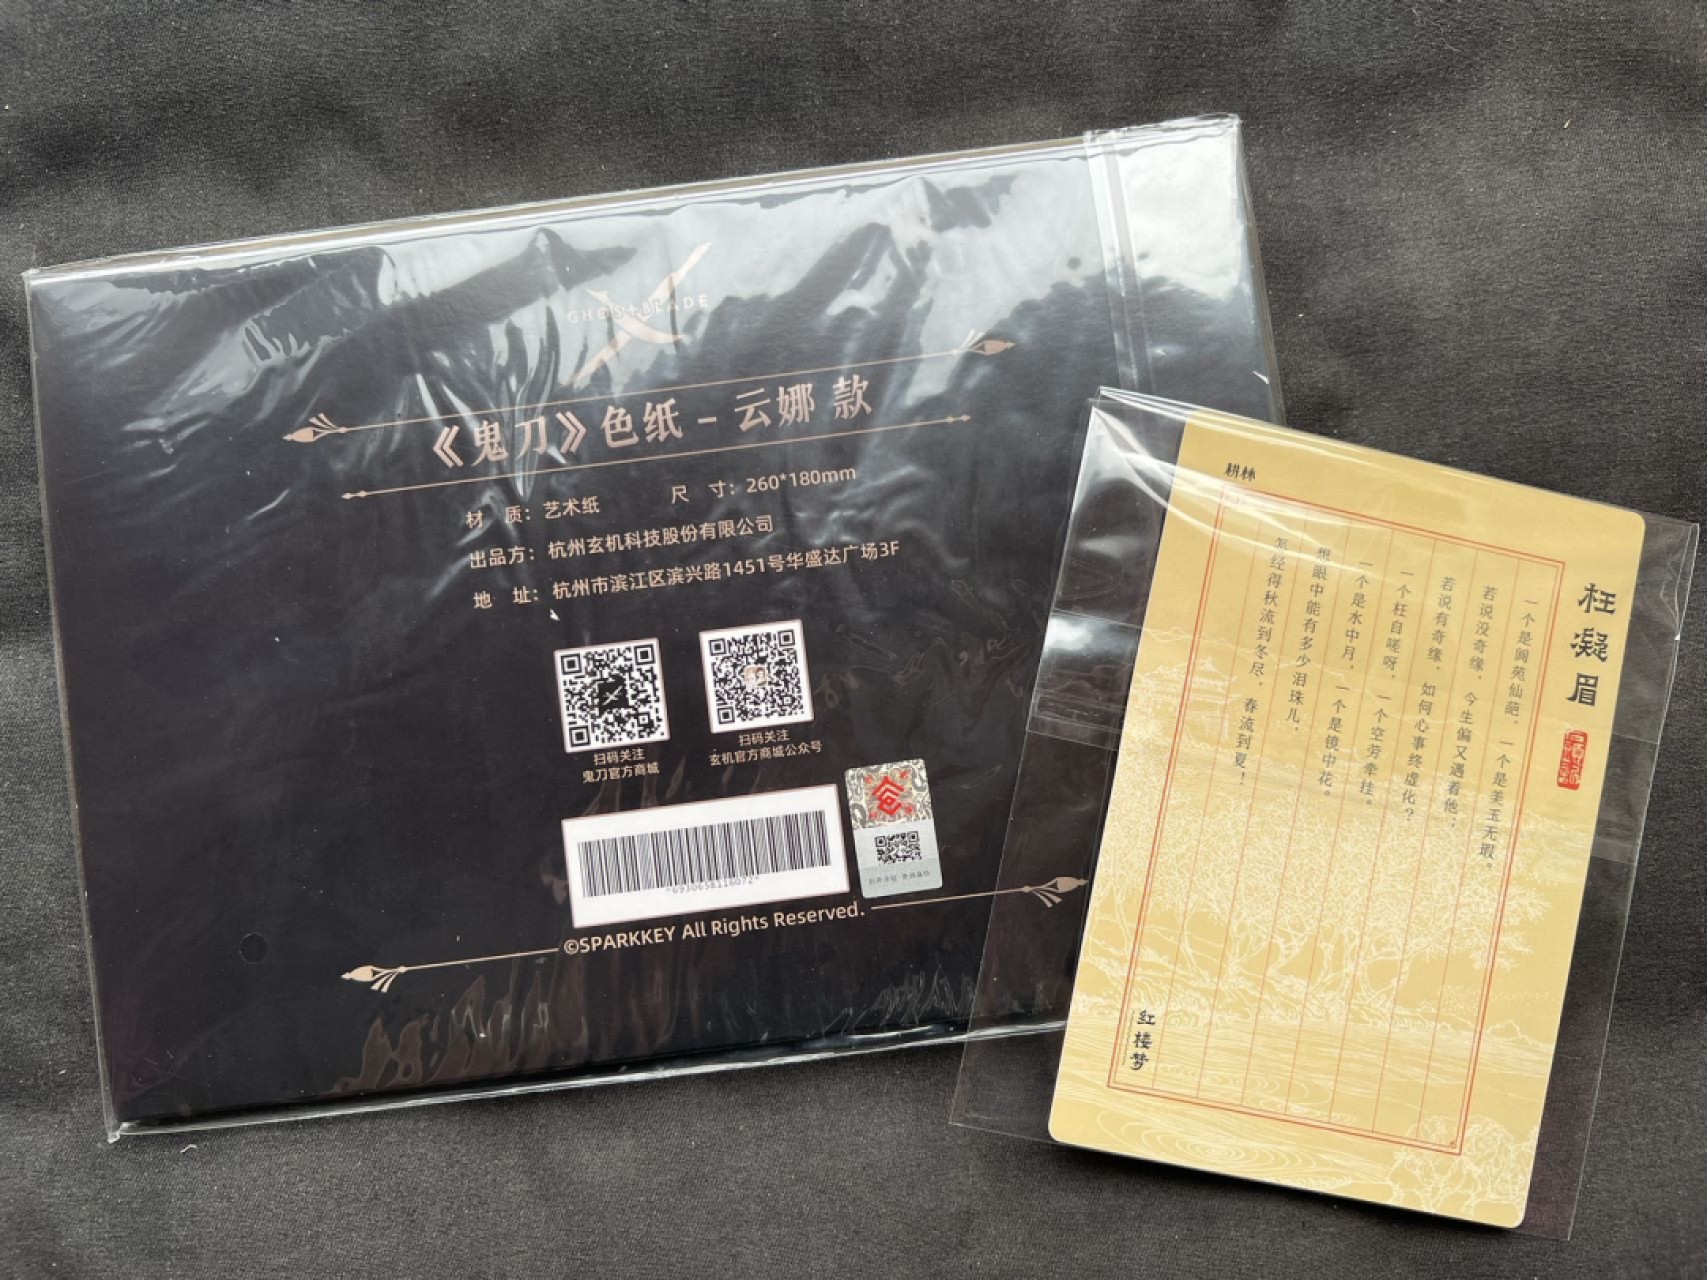 GHOSTBLADE
《鬼刀》色纸 – 云娜 款
材 质：艺术纸 尺 寸：260*180mm
出品方：杭州玄机科技股份有限公司
地 址：杭州市滨江区滨兴路1451号华盛达广场3F
扫码关注
鬼刀官方商城
扫码关注
玄机官方商城公众号
*6930658116072*
©SPARKKEY All Rights Reserved.
耕林
枉凝眉
一个是阆苑仙葩，一个是美玉无瑕。
若说没奇缘，今生偏又遇着他；
若说有奇缘，如何心事终虚化？
一个枉自嗟呀，一个空劳牵挂。
一个是水中月，一个是镜中花。
想眼中能有多少泪珠儿，
怎经得秋流到冬尽，春流到夏！
红楼梦